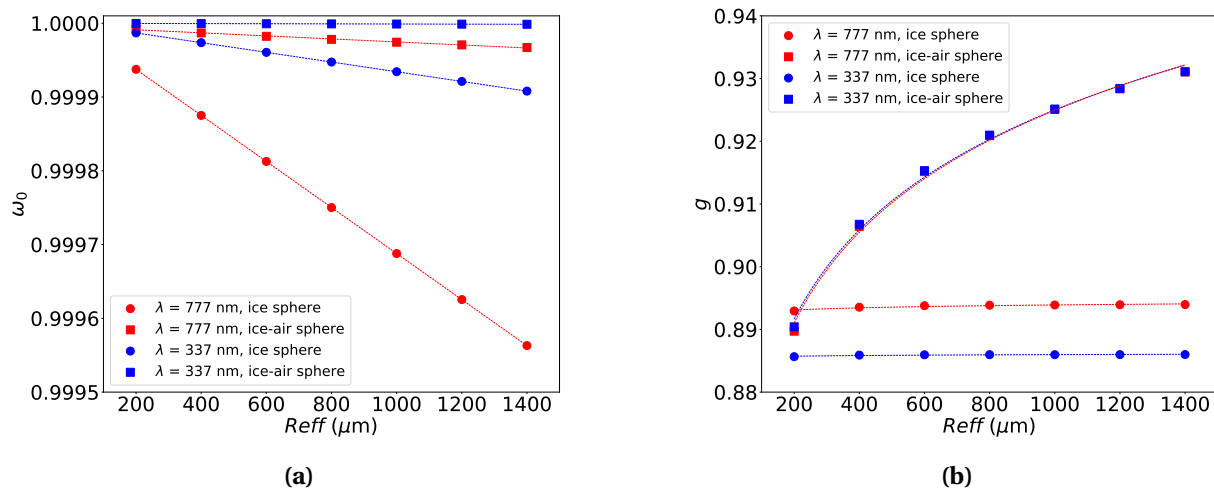 1.0000
0.9999
0.9998
0.9997
0.9996
0.9995
ω₀
λ = 777 nm, ice sphere
λ = 777 nm, ice-air sphere
λ = 337 nm, ice sphere
λ = 337 nm, ice-air sphere
200 400 600 800 1000 1200 1400
Reff (μm)
(a)
0.94
0.93
0.92
0.91
0.90
0.89
0.88
g
λ = 777 nm, ice sphere
λ = 777 nm, ice-air sphere
λ = 337 nm, ice sphere
λ = 337 nm, ice-air sphere
200 400 600 800 1000 1200 1400
Reff (μm)
(b)